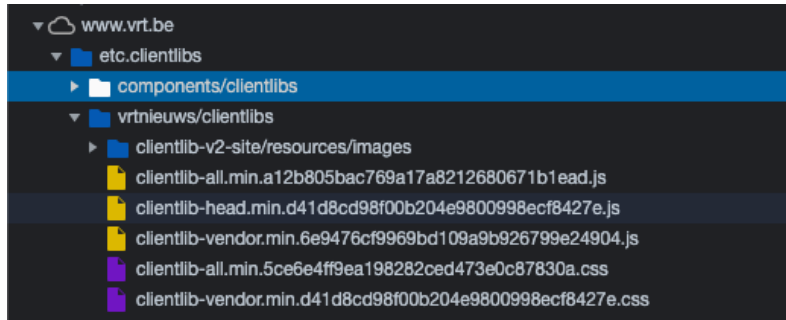 www.vrt.be
etc.clientlibs
components/clientlibs
vrtnieuws/clientlibs
clientlib-v2-site/resources/images
clientlib-all.min.a12b805bac769a17a8212680671b1ead.js
clientlib-head.min.d41d8cd98f00b204e9800998ecf8427e.js
clientlib-vendor.min.6e9476cf9969bd109a9b926799e24904.js
clientlib-all.min.5ce6e4ff9ea198282ced473e0c87830a.css
clientlib-vendor.min.d41d8cd98f00b204e9800998ecf8427e.css